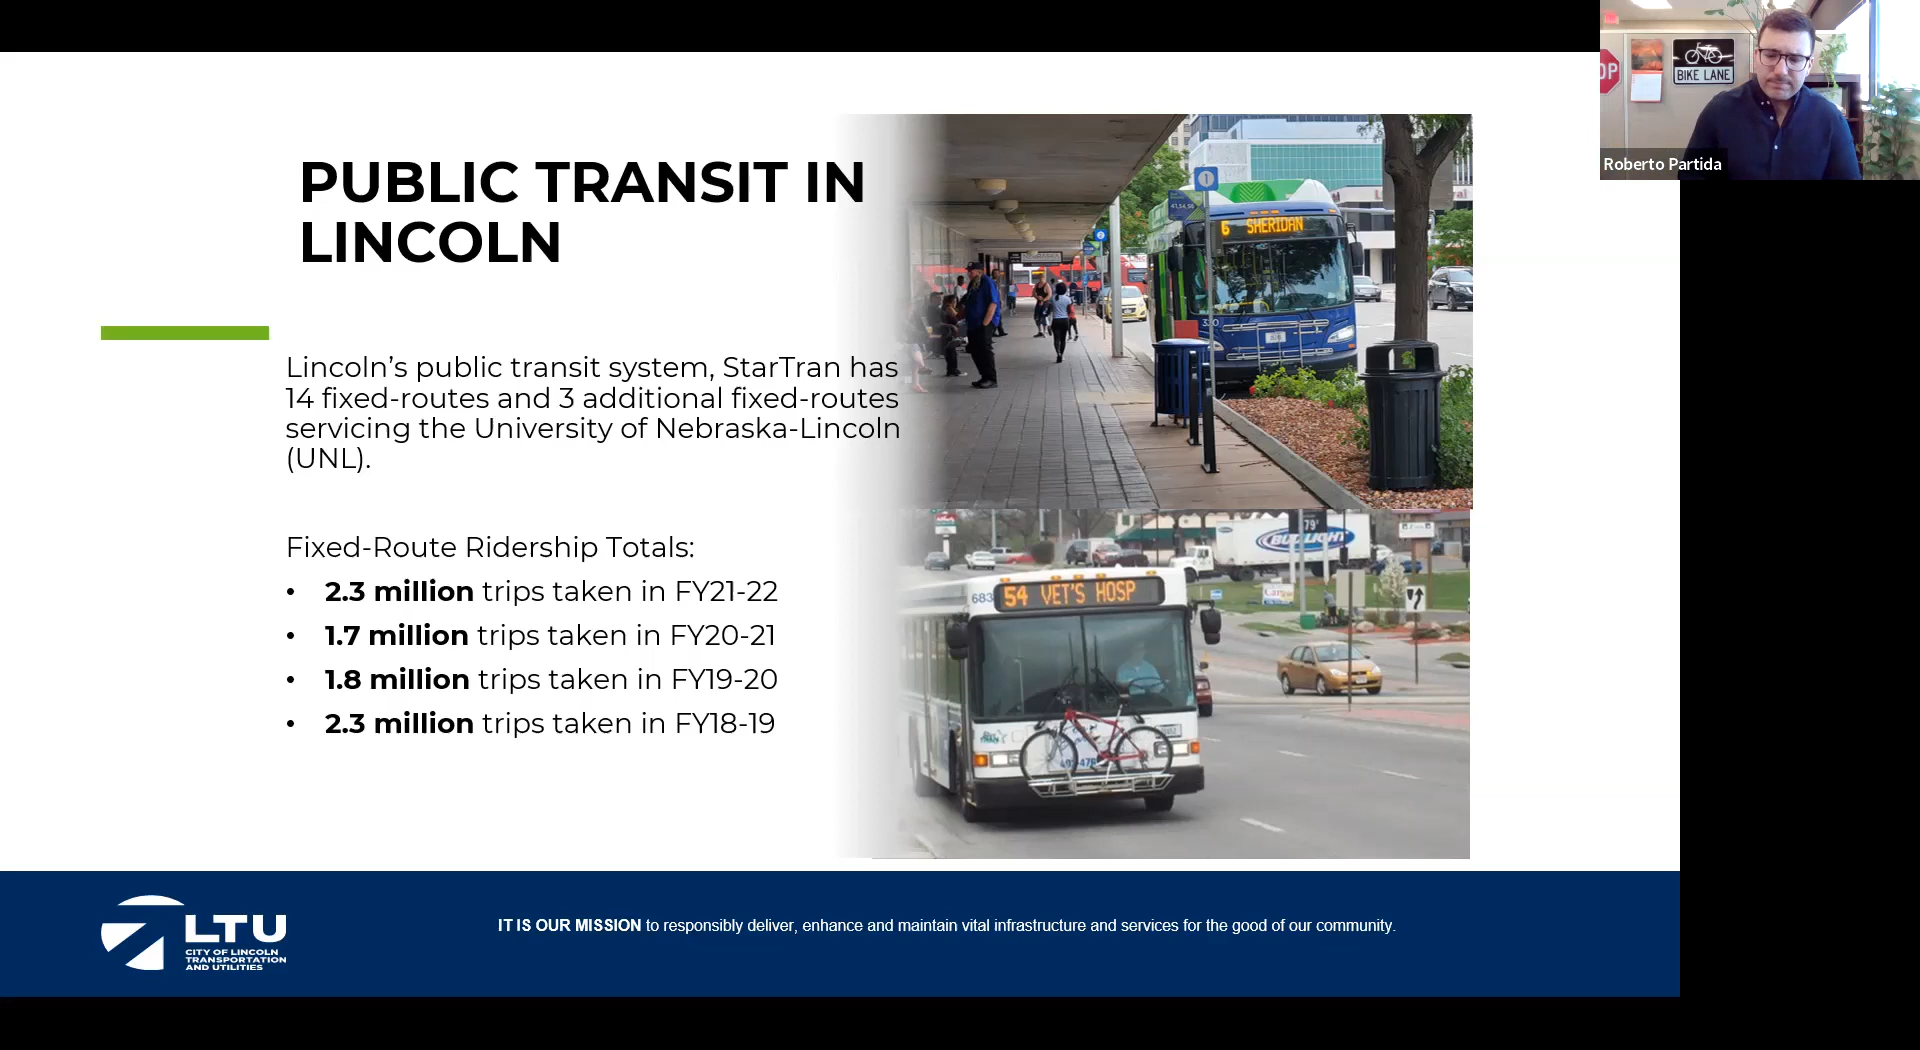 PUBLIC TRANSIT IN
LINCOLN
Lincoln's public transit system, StarTran has
14 fixed-routes and 3 additional fixed-routes
servicing the University of Nebraska-Lincoln
(UNL).
Fixed-Route Ridership Totals:
• 2.3 million trips taken in FY21-22
• 1.7 million trips taken in FY20-21
• 1.8 million trips taken in FY19-20
• 2.3 million trips taken in FY18-19
1
6 SHERIDAN
BUD LIGHT
79
683
54 VET'S HOSP
BIKE LANE
OP
Roberto Partida
LTU
CITY OF LINCOLN
TRANSPORTATION
AND UTILITIES
IT IS OUR MISSION to responsibly deliver, enhance and maintain vital infrastructure and services for the good of our community.